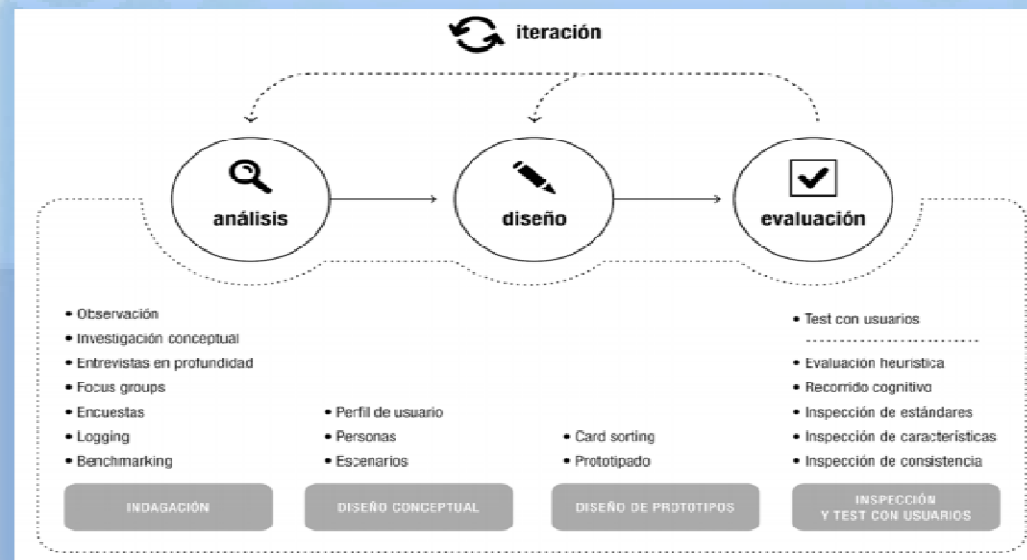 iteración
análisis
diseño
evaluación
• Observación
• Investigación conceptual
• Entrevistas en profundidad
• Focus groups
• Encuestas
• Logging
• Benchmarking
INDAGACIÓN
• Perfil de usuario
• Personas
• Escenarios
DISEÑO CONCEPTUAL
• Card sorting
• Prototipado
DISEÑO DE PROTOTIPOS
• Test con usuarios
• Evaluación heurística
• Recorrido cognitivo
• Inspección de estándares
• Inspección de características
• Inspección de consistencia
INSPECCIÓN
Y TEST CON USUARIOS